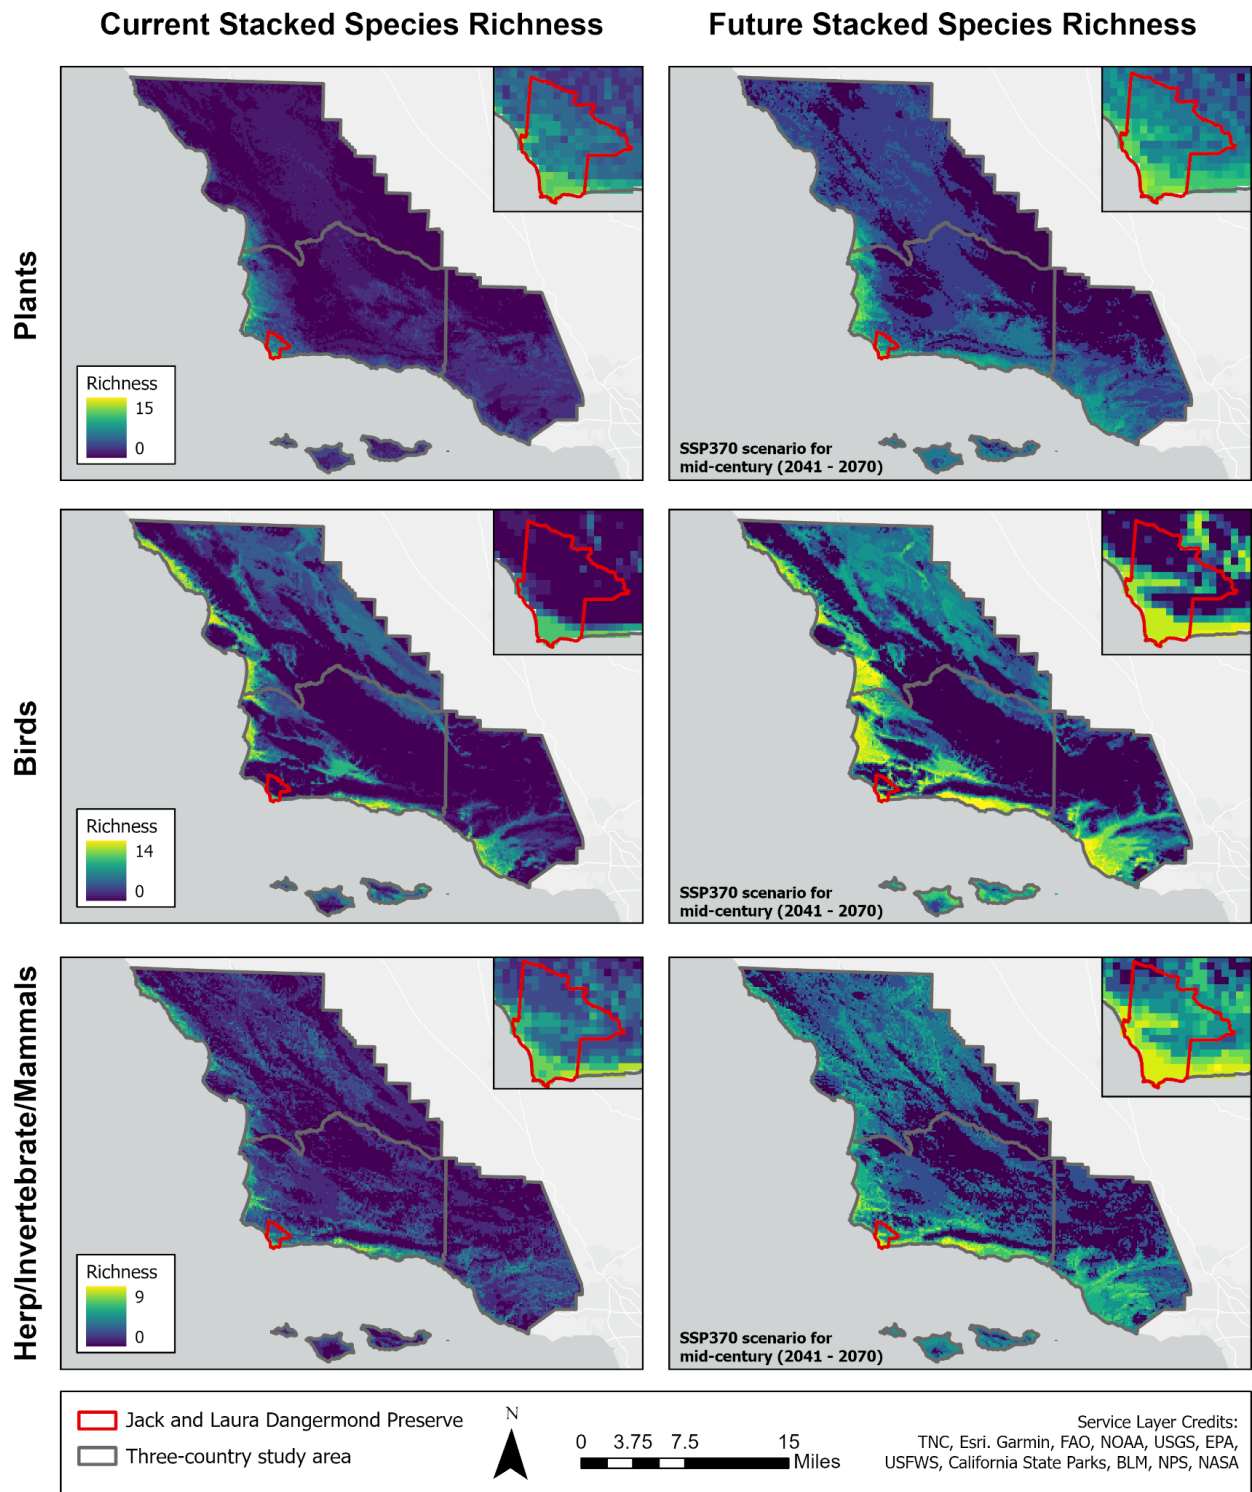 Current Stacked Species Richness
Future Stacked Species Richness
Plants
Richness
15
0
SSP370 scenario for
mid-century (2041 - 2070)
Birds
Richness
14
0
SSP370 scenario for
mid-century (2041 - 2070)
Herp/Invertebrate/Mammals
Richness
9
0
SSP370 scenario for
mid-century (2041 - 2070)
Jack and Laura Dangermond Preserve
Three-country study area
N
0 3.75 7.5 15
Miles
Service Layer Credits:
TNC, Esri. Garmin, FAO, NOAA, USGS, EPA,
USFWS, California State Parks, BLM, NPS, NASA